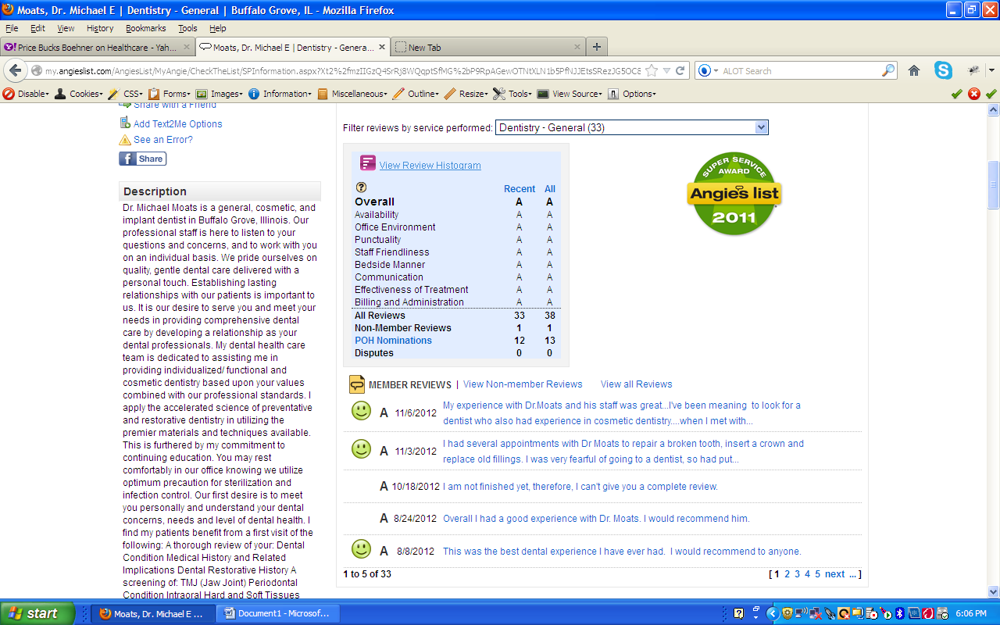 Moats, Dr. Michael E | Dentistry - General | Buffalo Grove, IL - Mozilla Firefox
File Edit View History Bookmarks Tools Help
Price Bucks Boehner on Healthcare - Yah... Moats, Dr. Michael E | Dentistry - Genera... New Tab
ALOT Search
Disable Cookies CSS Forms Images Information Miscellaneous Outline Resize Tools View Source Options
Share with a Friend
Add Text2Me Options
See an Error?
Share
Description
Dr. Michael Moats is a general, cosmetic, and
implant dentist in Buffalo Grove, Illinois. Our
professional staff is here to listen to your
questions and concerns, and to work with you
on an individual basis. We pride ourselves on
quality, gentle dental care delivered with a
personal touch. Establishing lasting
relationships with our patients is important to
us. It is our desire to serve you and meet your
needs in providing comprehensive dental
care by developing a relationship as your
dental professionals. My dental health care
team is dedicated to assisting me in
providing individualized/ functional and
cosmetic dentistry based upon your values
combined with our professional standards. I
apply the accelerated science of preventative
and restorative dentistry in utilizing the
premier materials and techniques available.
This is furthered by my commitment to
continuing education. You may rest
comfortably in our office knowing we utilize
optimum precaution for sterilization and
infection control. Our first desire is to meet
you personally and understand your dental
concerns, needs and level of dental health. I
find my patients benefit from a first visit of the
following: A thorough review of your: Dental
Condition Medical History and Related
Implications Dental Restorative History A
screening of: TMJ (Jaw Joint) Periodontal
Condition Intraoral Hard and Soft Tissues
Filter reviews by service performed: Dentistry - General (33)
View Review Histogram
Recent All
Overall A A
Availability A A
Office Environment A A
Punctuality A A
Staff Friendliness A A
Bedside Manner A A
Communication A A
Effectiveness of Treatment A A
Billing and Administration A A
All Reviews 33 38
Non-Member Reviews 1 1
POH Nominations 12 13
Disputes 0 0
SUPER SERVICE
AWARD
Angie's list
2011
MEMBER REVIEWS | View Non-member Reviews View all Reviews
A 11/6/2012 My experience with Dr.Moats and his staff was great...I've been meaning to look for a
dentist who also had experience in cosmetic dentistry....when I met with...
A 11/3/2012 I had several appointments with Dr Moats to repair a broken tooth, insert a crown and
replace old fillings. I was very fearful of going to a dentist, so had put...
A 10/18/2012 I am not finished yet, therefore, I can't give you a complete review.
A 8/24/2012 Overall I had a good experience with Dr. Moats. I would recommend him.
A 8/8/2012 This was the best dental experience I have ever had. I would recommend to anyone.
1 to 5 of 33 [ 1 2 3 4 5 next ... ]
start Moats, Dr. Michael E ... Document1 - Microsof... 6:06 PM